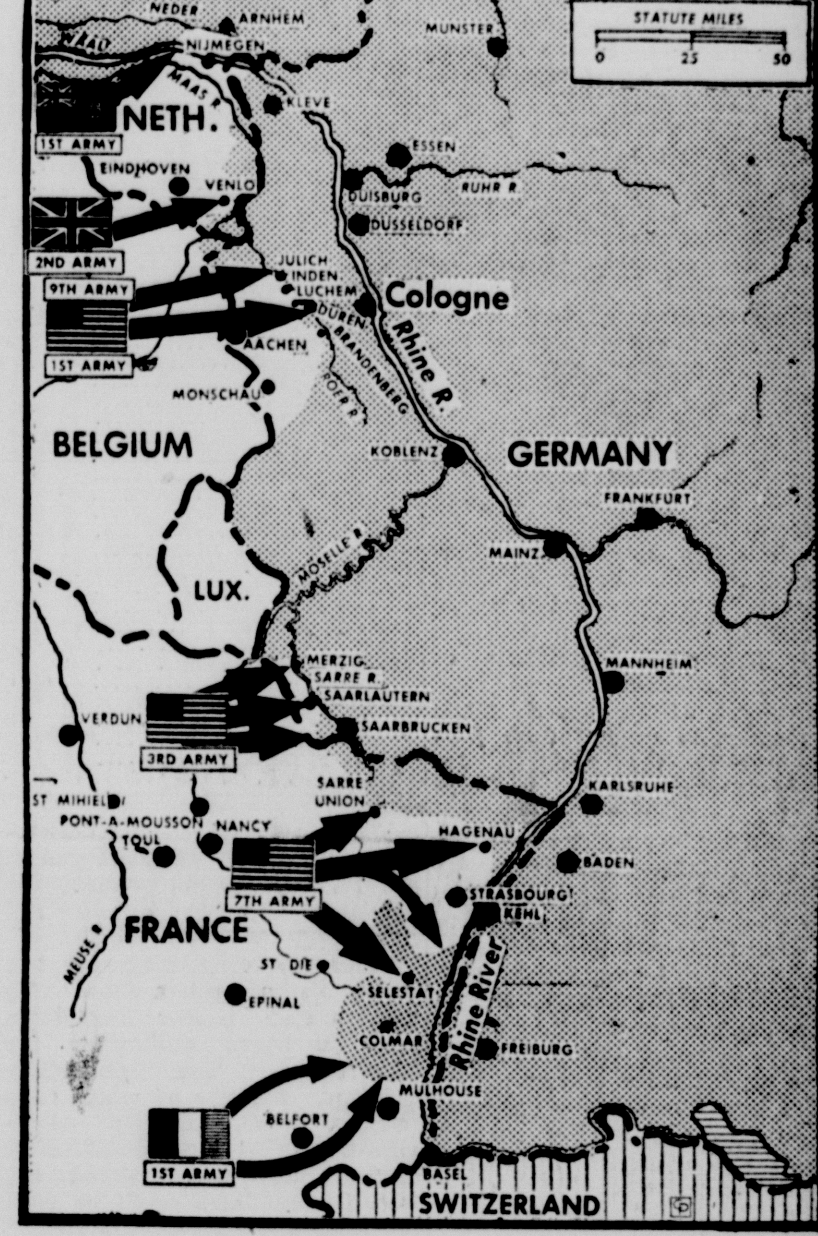 NEDER
ARNHEM
MUNSTER
STATUTE MILES
0 25 50
WAAD
NIJMEGEN
MAAS R.
KLEVE
NETH.
1ST ARMY
EINDHOVEN
VENLO
ESSEN
DUISBURG
RUHR R.
DUSSELDORF
2ND ARMY
JULICH
INDEN
LUCHEM
9TH ARMY
Cologne
DUREN
BRANDENBERG
Rhine R.
AACHEN
1ST ARMY
ROER R.
MONSCHAU
BELGIUM
KOBLENZ
GERMANY
FRANKFURT
MAINZ
MOSELLE R.
LUX.
MERZIG
SARRE R.
SAARLAUTERN
MANNHEIM
VERDUN
SAARBRUCKEN
3RD ARMY
SARRE
UNION
KARLSRUHE
ST MIHIEL
PONT-A-MOUSSON
NANCY
TOUL
HAGENAU
BADEN
7TH ARMY
STRASBOURG
KEHL
FRANCE
MEUSE R
ST DIE
SELESTAT
EPINAL
Rhine River
COLMAR
FREIBURG
MULHOUSE
BELFORT
1ST ARMY
BASEL
SWITZERLAND